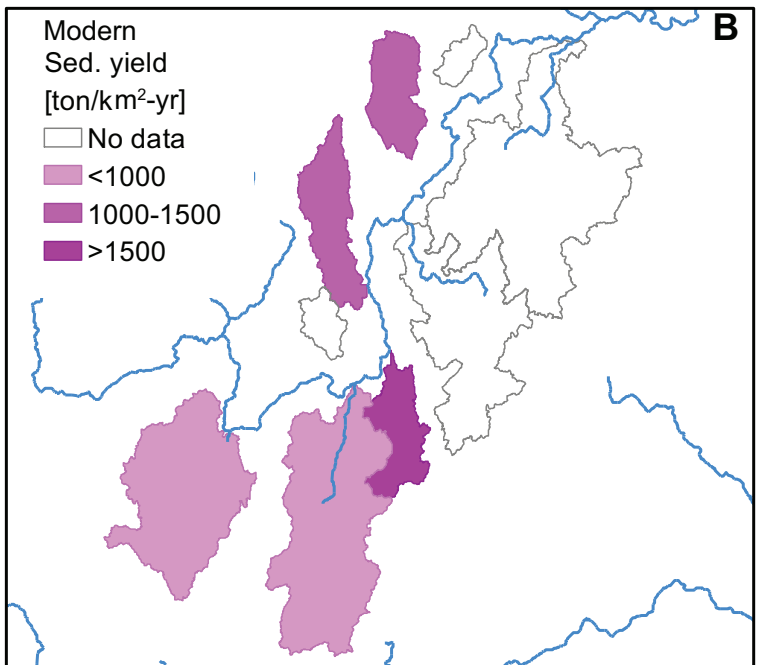 Modern
Sed. yield
[ton/km²-yr]
No data
<1000
1000-1500
>1500
B